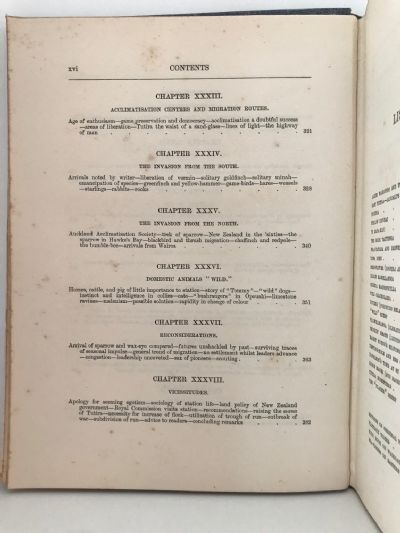 xvi CONTENTS
CHAPTER XXXIII.
ACCLIMATISATION CENTRES AND MIGRATION ROUTES.
Age of enthusiasm—game preservation and democracy—acclimatisation a doubtful success
—areas of liberation—Tutira the waist of a sand-glass—lines of light—the highway
of man 321
CHAPTER XXXIV.
THE INVASION FROM THE SOUTH.
Arrivals noted by writer—liberation of vermin—solitary goldfinch—solitary minah—
emancipation of species—greenfinch and yellow-hammer—game-birds—hares—weasels
—starlings—rabbits—rooks 328
CHAPTER XXXV.
THE INVASION FROM THE NORTH.
Auckland Acclimatisation Society—trek of sparrow—New Zealand in the 'sixties—the
sparrow in Hawke's Bay—blackbird and thrush migration—chaffinch and redpole—
the humble-bee—arrivals from Wairoa 340
CHAPTER XXXVI.
DOMESTIC ANIMALS "WILD."
Horses, cattle, and pig of little importance to station—story of "Tommy"—"wild" dogs—
instinct and intelligence in collies—cats—"bushrangers" in Opouahi—limestone
ravines—melanism—possible solution—rapidity in change of colour 351
CHAPTER XXXVII.
RECONSIDERATIONS.
Arrival of sparrow and wax-eye compared—futures unshackled by past—surviving traces
of seasonal impulse—general trend of migration—no settlement whilst leaders advance
—congestion—leadership uncoveted—sex of pioneers—scouting 363
CHAPTER XXXVIII.
VICISSITUDES.
Apology for seeming egotism—sociology of station life—land policy of New Zealand
government—Royal Commission visits station—recommendations—raising the mores
of Tutira—necessity for increase of flock—utilisation of trough of run—outbreak of
war—subdivision of run—advice to readers—concluding remarks 382